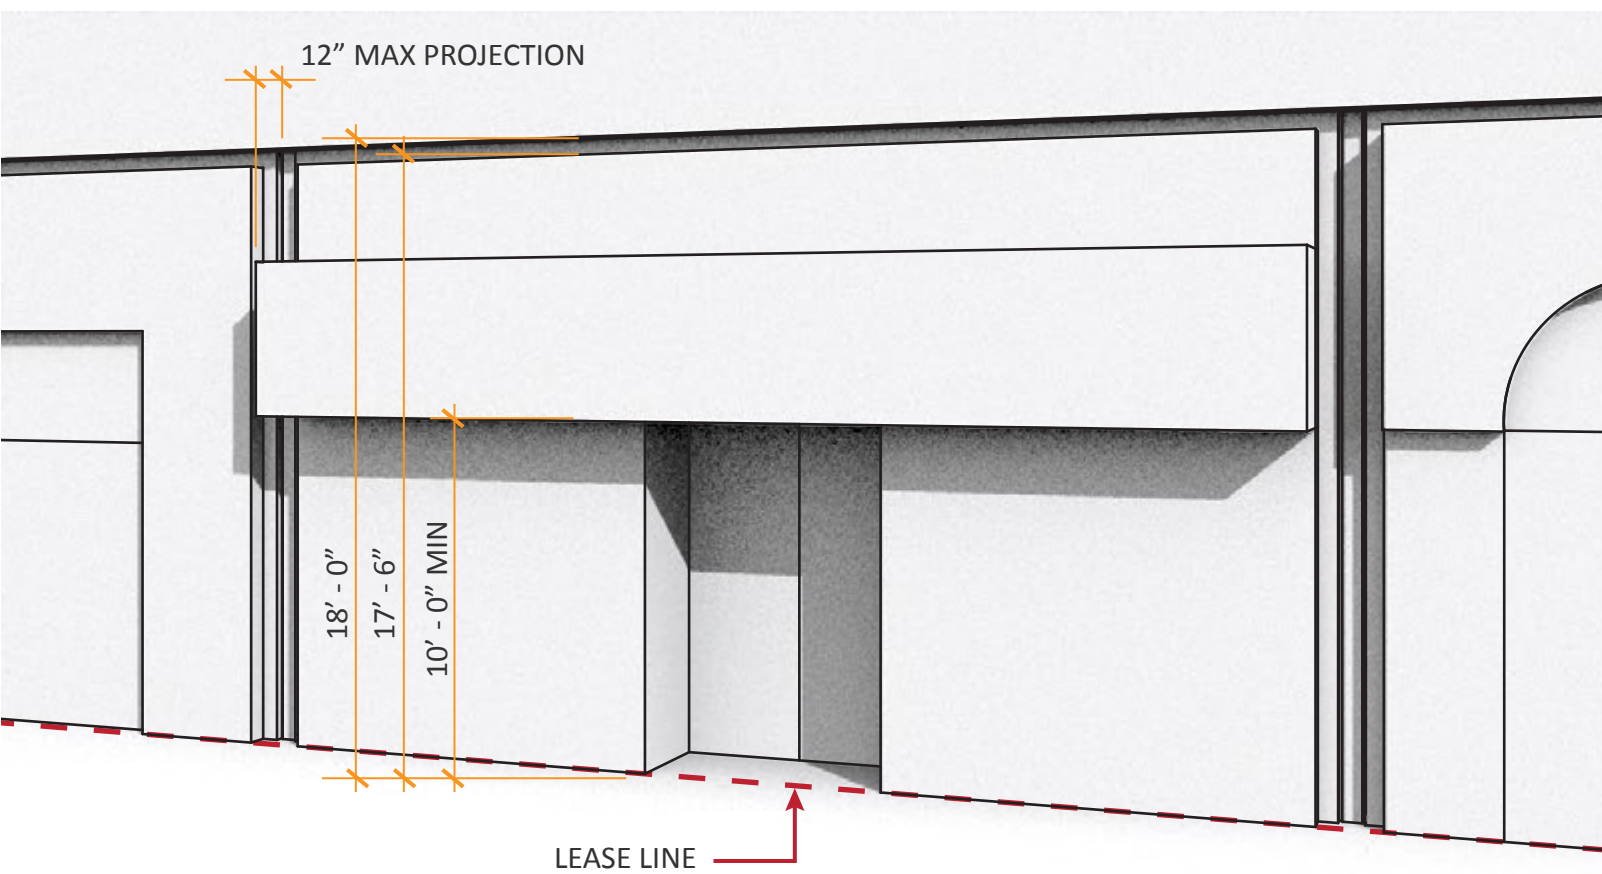 12” MAX PROJECTION
18’ - 0”
17’ - 6”
10’ - 0” MIN
LEASE LINE